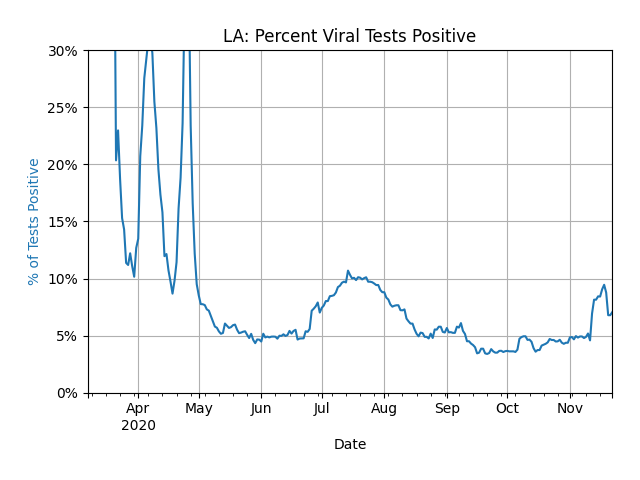 LA: Percent Viral Tests Positive
30%
25%
20%
15%
10%
5%
0%
% of Tests Positive
Apr May Jun Jul Aug Sep Oct Nov
2020
Date